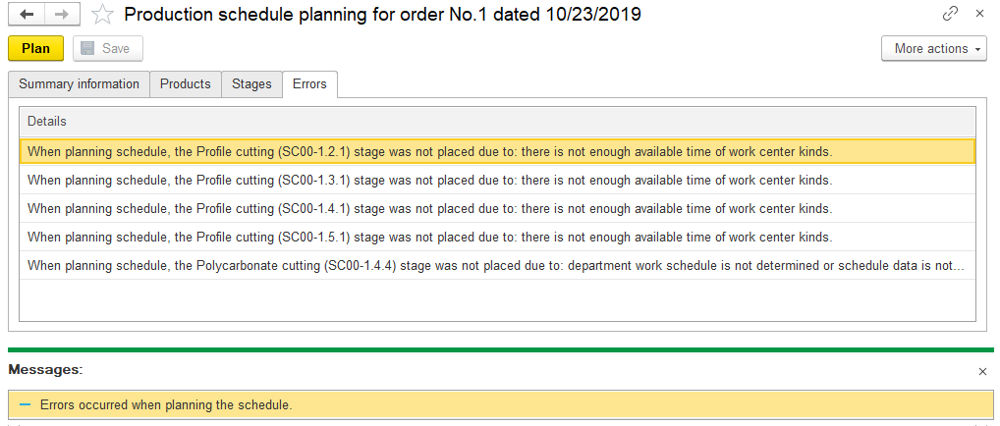 Production schedule planning for order No.1 dated 10/23/2019
Plan Save More actions
Summary information Products Stages Errors
Details
When planning schedule, the Profile cutting (SC00-1.2.1) stage was not placed due to: there is not enough available time of work center kinds.
When planning schedule, the Profile cutting (SC00-1.3.1) stage was not placed due to: there is not enough available time of work center kinds.
When planning schedule, the Profile cutting (SC00-1.4.1) stage was not placed due to: there is not enough available time of work center kinds.
When planning schedule, the Profile cutting (SC00-1.5.1) stage was not placed due to: there is not enough available time of work center kinds.
When planning schedule, the Polycarbonate cutting (SC00-1.4.4) stage was not placed due to: department work schedule is not determined or schedule data is not...
Messages:
Errors occurred when planning the schedule.